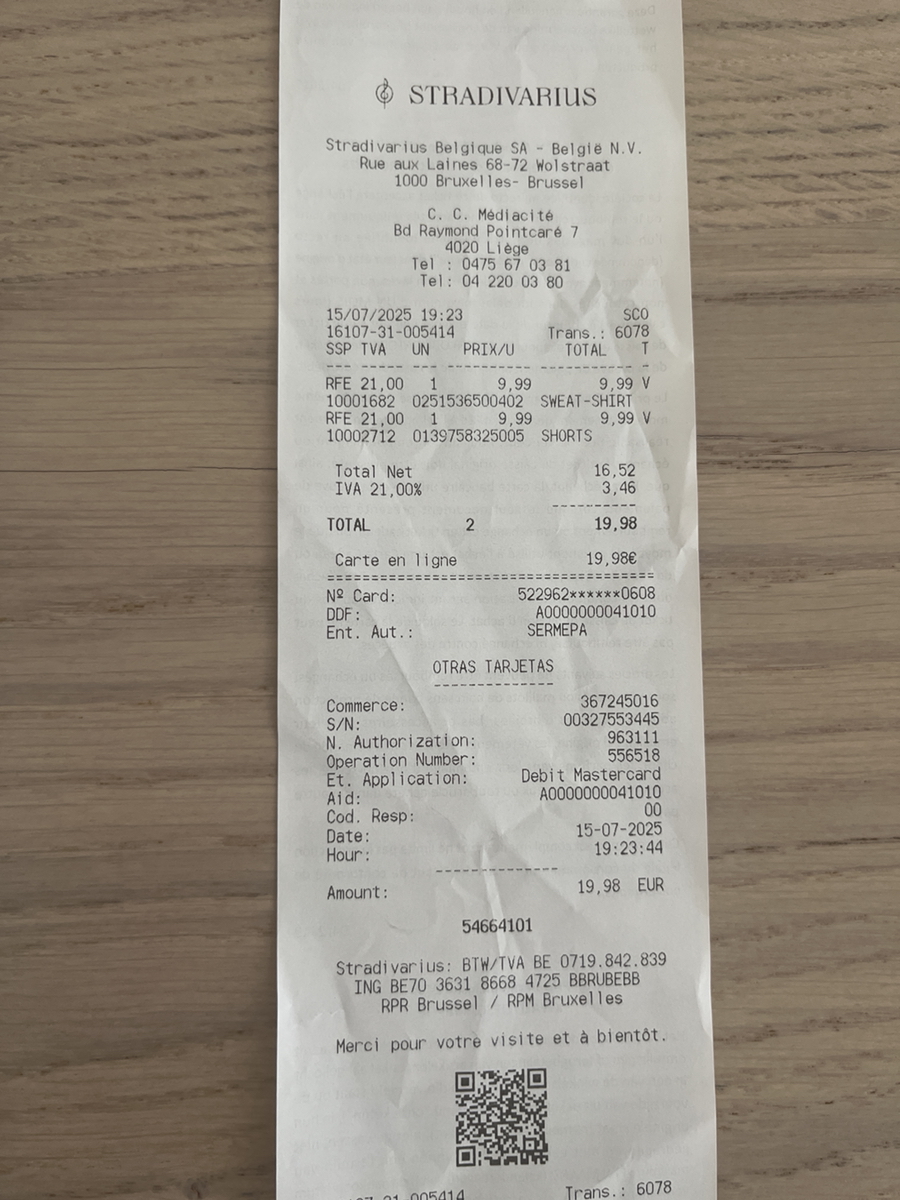 STRADIVARIUS
Stradivarius Belgique SA - België N.V.
Rue aux Laines 68-72 Wolstraat
1000 Bruxelles- Brussel
C. C. Médiacité
Bd Raymond Pointcaré 7
4020 Liège
Tel : 0475 67 03 81
Tel: 04 220 03 80
15/07/2025 19:23 SCO
16107-31-005414 Trans.: 6078
SSP TVA UN PRIX/U TOTAL T
--- ----- --- ---------- ----------- -
RFE 21,00 1 9,99 9,99 V
10001682 0251536500402 SWEAT-SHIRT
RFE 21,00 1 9,99 9,99 V
10002712 0139758325005 SHORTS
Total Net 16,52
IVA 21,00% 3,46
----------
TOTAL 2 19,98
Carte en ligne 19,98€
======================================
Nº Card: 522962******0608
DDF: A0000000041010
Ent. Aut.: SERMEPA
OTRAS TARJETAS
--------------
Commerce: 367245016
S/N: 00327553445
N. Authorization: 963111
Operation Number: 556518
Et. Application: Debit Mastercard
Aid: A0000000041010
Cod. Resp: 00
Date: 15-07-2025
Hour: 19:23:44
--------------
Amount: 19,98 EUR
54664101
Stradivarius: BTW/TVA BE 0719.842.839
ING BE70 3631 8668 4725 BBRUBEBB
RPR Brussel / RPM Bruxelles
Merci pour votre visite et à bientôt.
Trans.: 6078